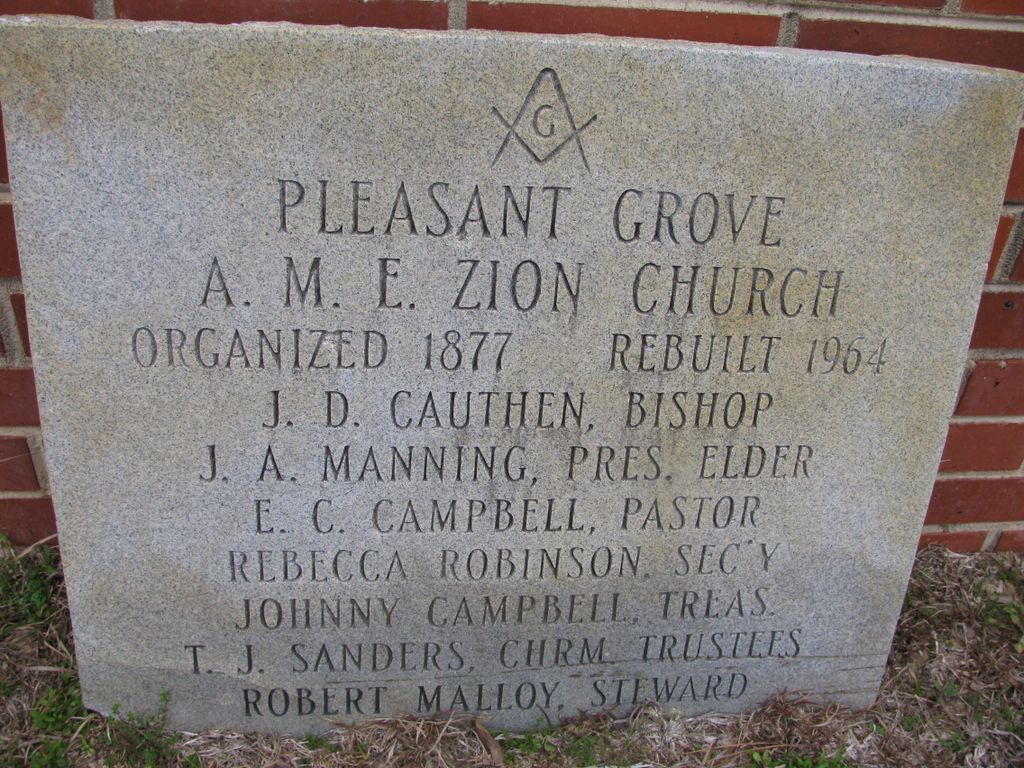 G
PLEASANT GROVE
A. M. E. ZION CHURCH
ORGANIZED 1877 REBUILT 1964
J. D. CAUTHEN, BISHOP
J. A. MANNING, PRES. ELDER
E. C. CAMPBELL, PASTOR
REBECCA ROBINSON, SEC'Y
JOHNNY CAMPBELL, TREAS.
T. J. SANDERS, CHRM. TRUSTEES
ROBERT MALLOY, STEWARD